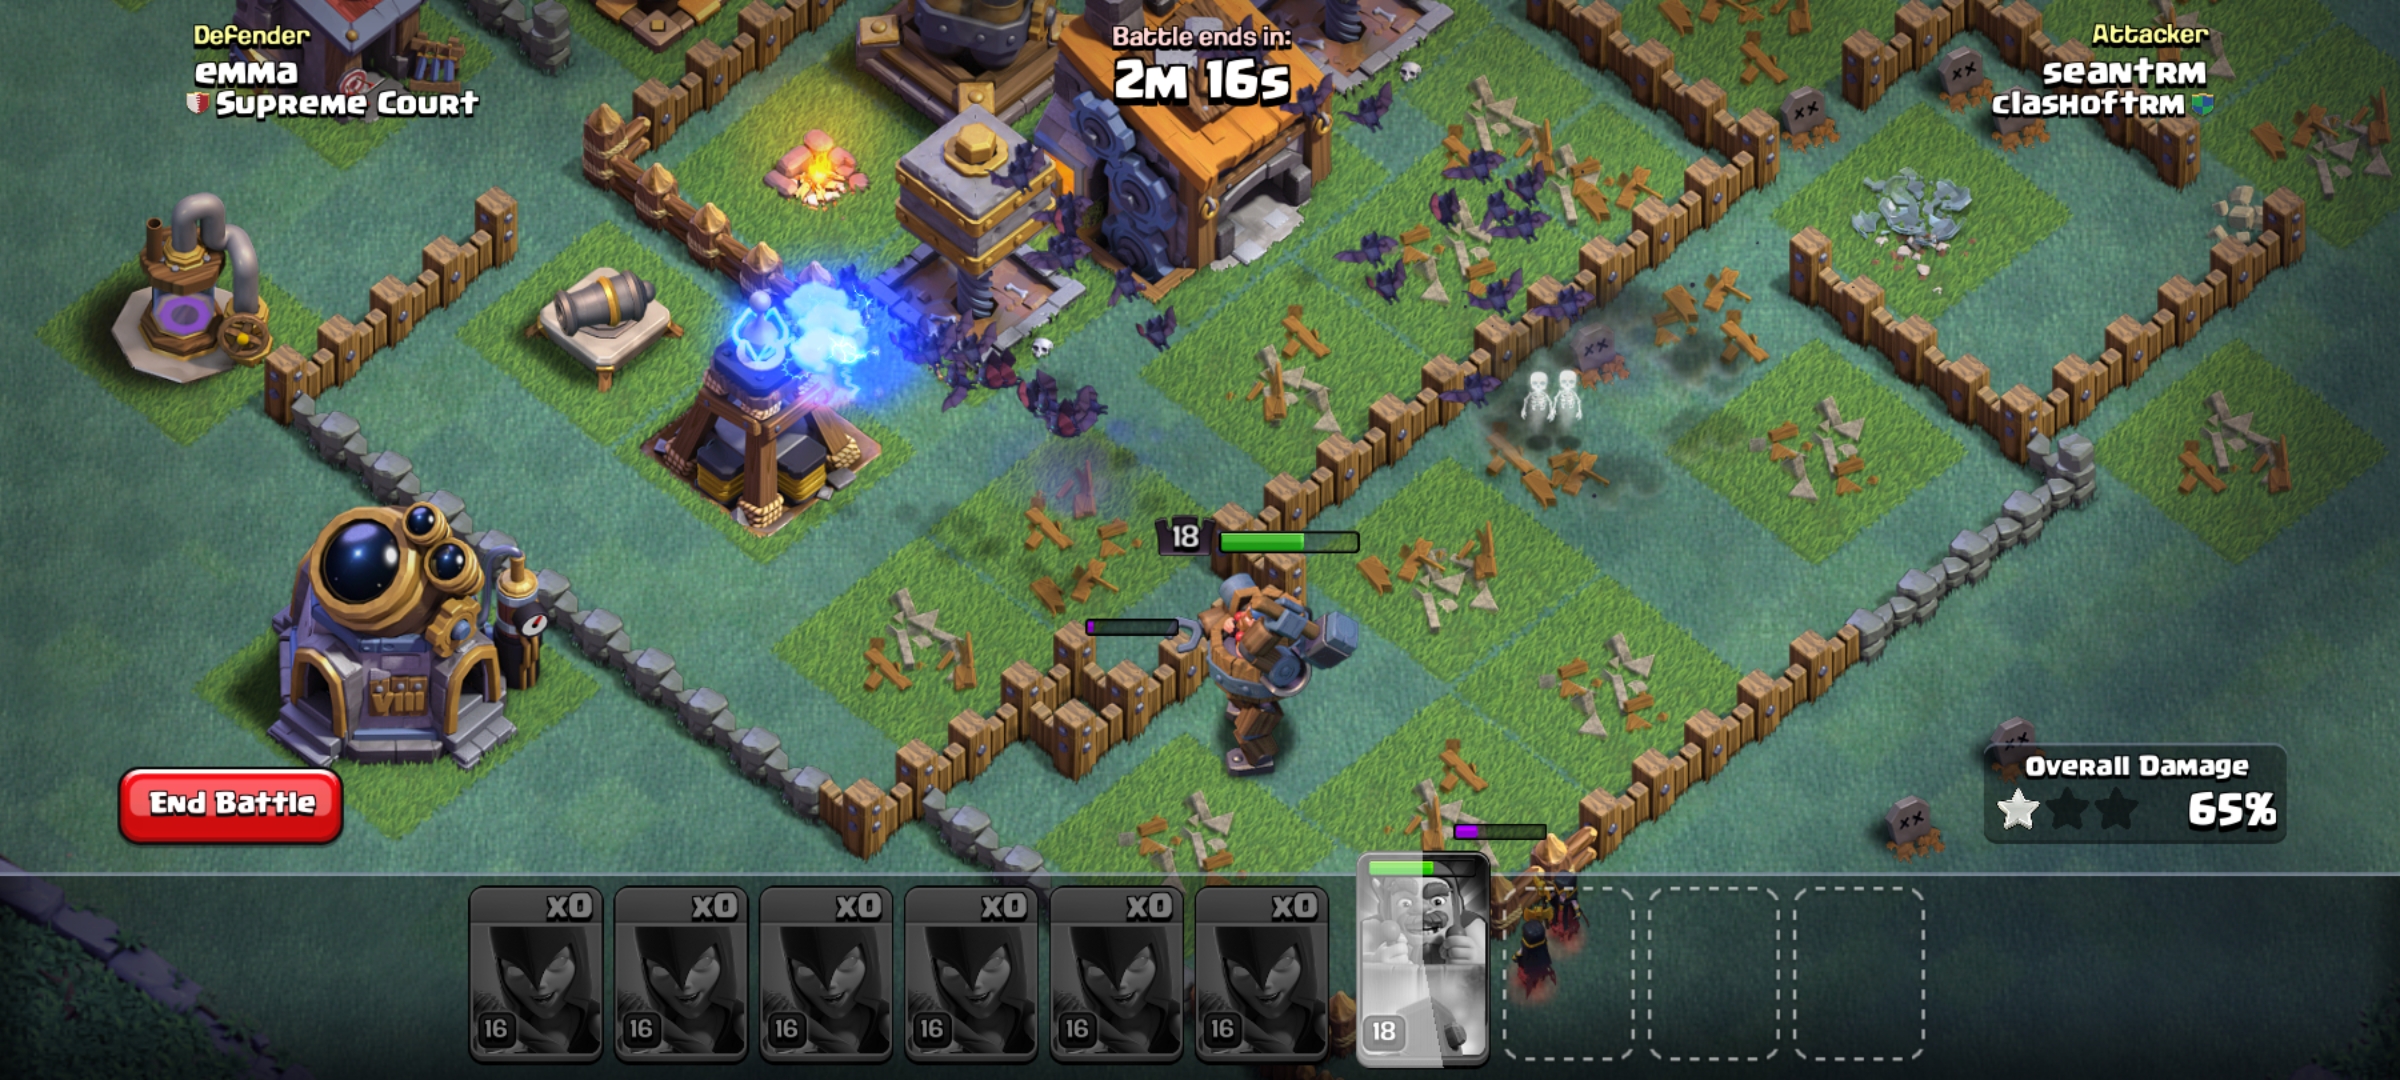 Defender
emma
Supreme Court
Battle ends in:
2M 16s
Attacker
seantrm
clashoftrm
18
VIII
End Battle
Overall Damage
65%
x0
x0
x0
x0
x0
x0
16
16
16
16
16
16
18